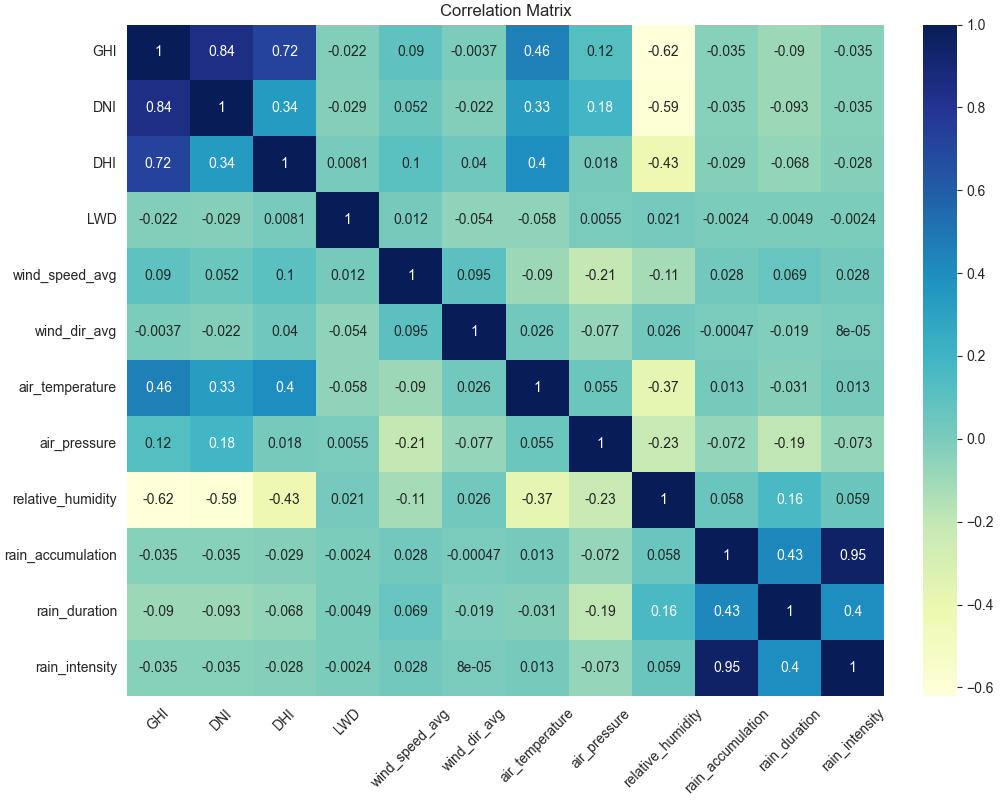 Correlation Matrix
GHI 1 0.84 0.72 -0.022 0.09 -0.0037 0.46 0.12 -0.62 -0.035 -0.09 -0.035
DNI 0.84 1 0.34 -0.029 0.052 -0.022 0.33 0.18 -0.59 -0.035 -0.093 -0.035
DHI 0.72 0.34 1 0.0081 0.1 0.04 0.4 0.018 -0.43 -0.029 -0.068 -0.028
LWD -0.022 -0.029 0.0081 1 0.012 -0.054 -0.058 0.0055 0.021 -0.0024 -0.0049 -0.0024
wind_speed_avg 0.09 0.052 0.1 0.012 1 0.095 -0.09 -0.21 -0.11 0.028 0.069 0.028
wind_dir_avg -0.0037 -0.022 0.04 -0.054 0.095 1 0.026 -0.077 0.026 -0.00047 -0.019 8e-05
air_temperature 0.46 0.33 0.4 -0.058 -0.09 0.026 1 0.055 -0.37 0.013 -0.031 0.013
air_pressure 0.12 0.18 0.018 0.0055 -0.21 -0.077 0.055 1 -0.23 -0.072 -0.19 -0.073
relative_humidity -0.62 -0.59 -0.43 0.021 -0.11 0.026 -0.37 -0.23 1 0.058 0.16 0.059
rain_accumulation -0.035 -0.035 -0.029 -0.0024 0.028 -0.00047 0.013 -0.072 0.058 1 0.43 0.95
rain_duration -0.09 -0.093 -0.068 -0.0049 0.069 -0.019 -0.031 -0.19 0.16 0.43 1 0.4
rain_intensity -0.035 -0.035 -0.028 -0.0024 0.028 8e-05 0.013 -0.073 0.059 0.95 0.4 1
GHI DNI DHI LWD wind_speed_avg wind_dir_avg air_temperature air_pressure relative_humidity rain_accumulation rain_duration rain_intensity
1.0
0.8
0.6
0.4
0.2
0.0
−0.2
−0.4
−0.6